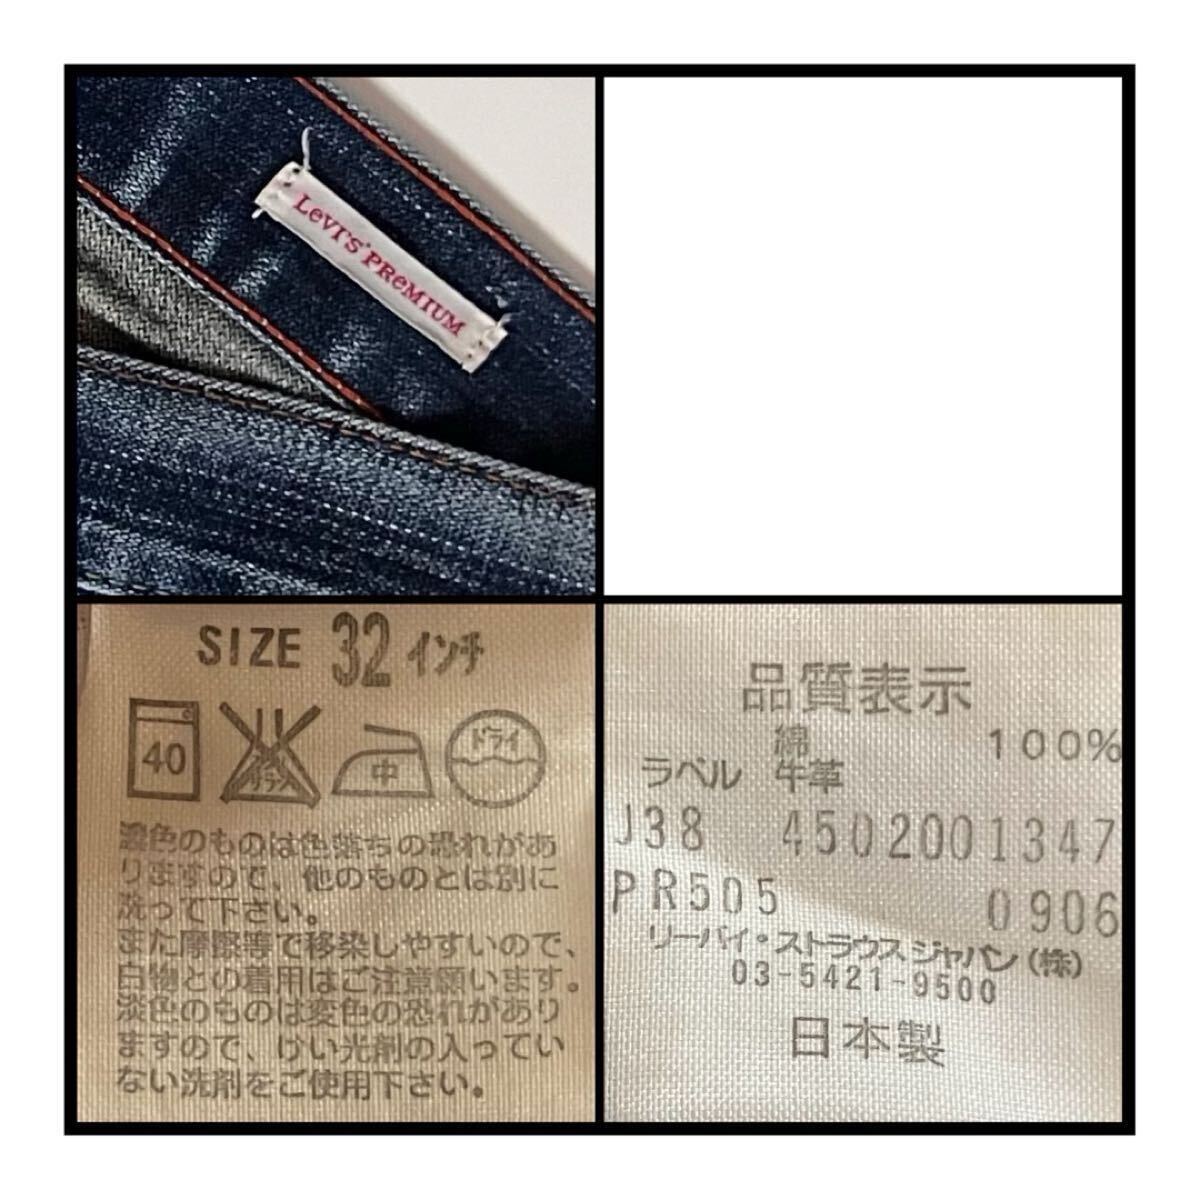 LeVI'S® PReMIUM
SIZE 32 インチ
40
エンソ
サラシ
中
ドライ
濃色のものは色落ちの恐れがあ
りますので、他のものとは別に
洗って下さい。
また摩擦等で移染しやすいので、
白物との着用はご注意願います。
淡色のものは変色の恐れがあり
ますので、けい光剤の入ってい
ない洗剤をご使用下さい。
品質表示
綿 100%
ラベル 牛革
J38 4502001347
PR505 0906
リーバイ・ストラウス ジャパン(株)
03-5421-9500
日本製